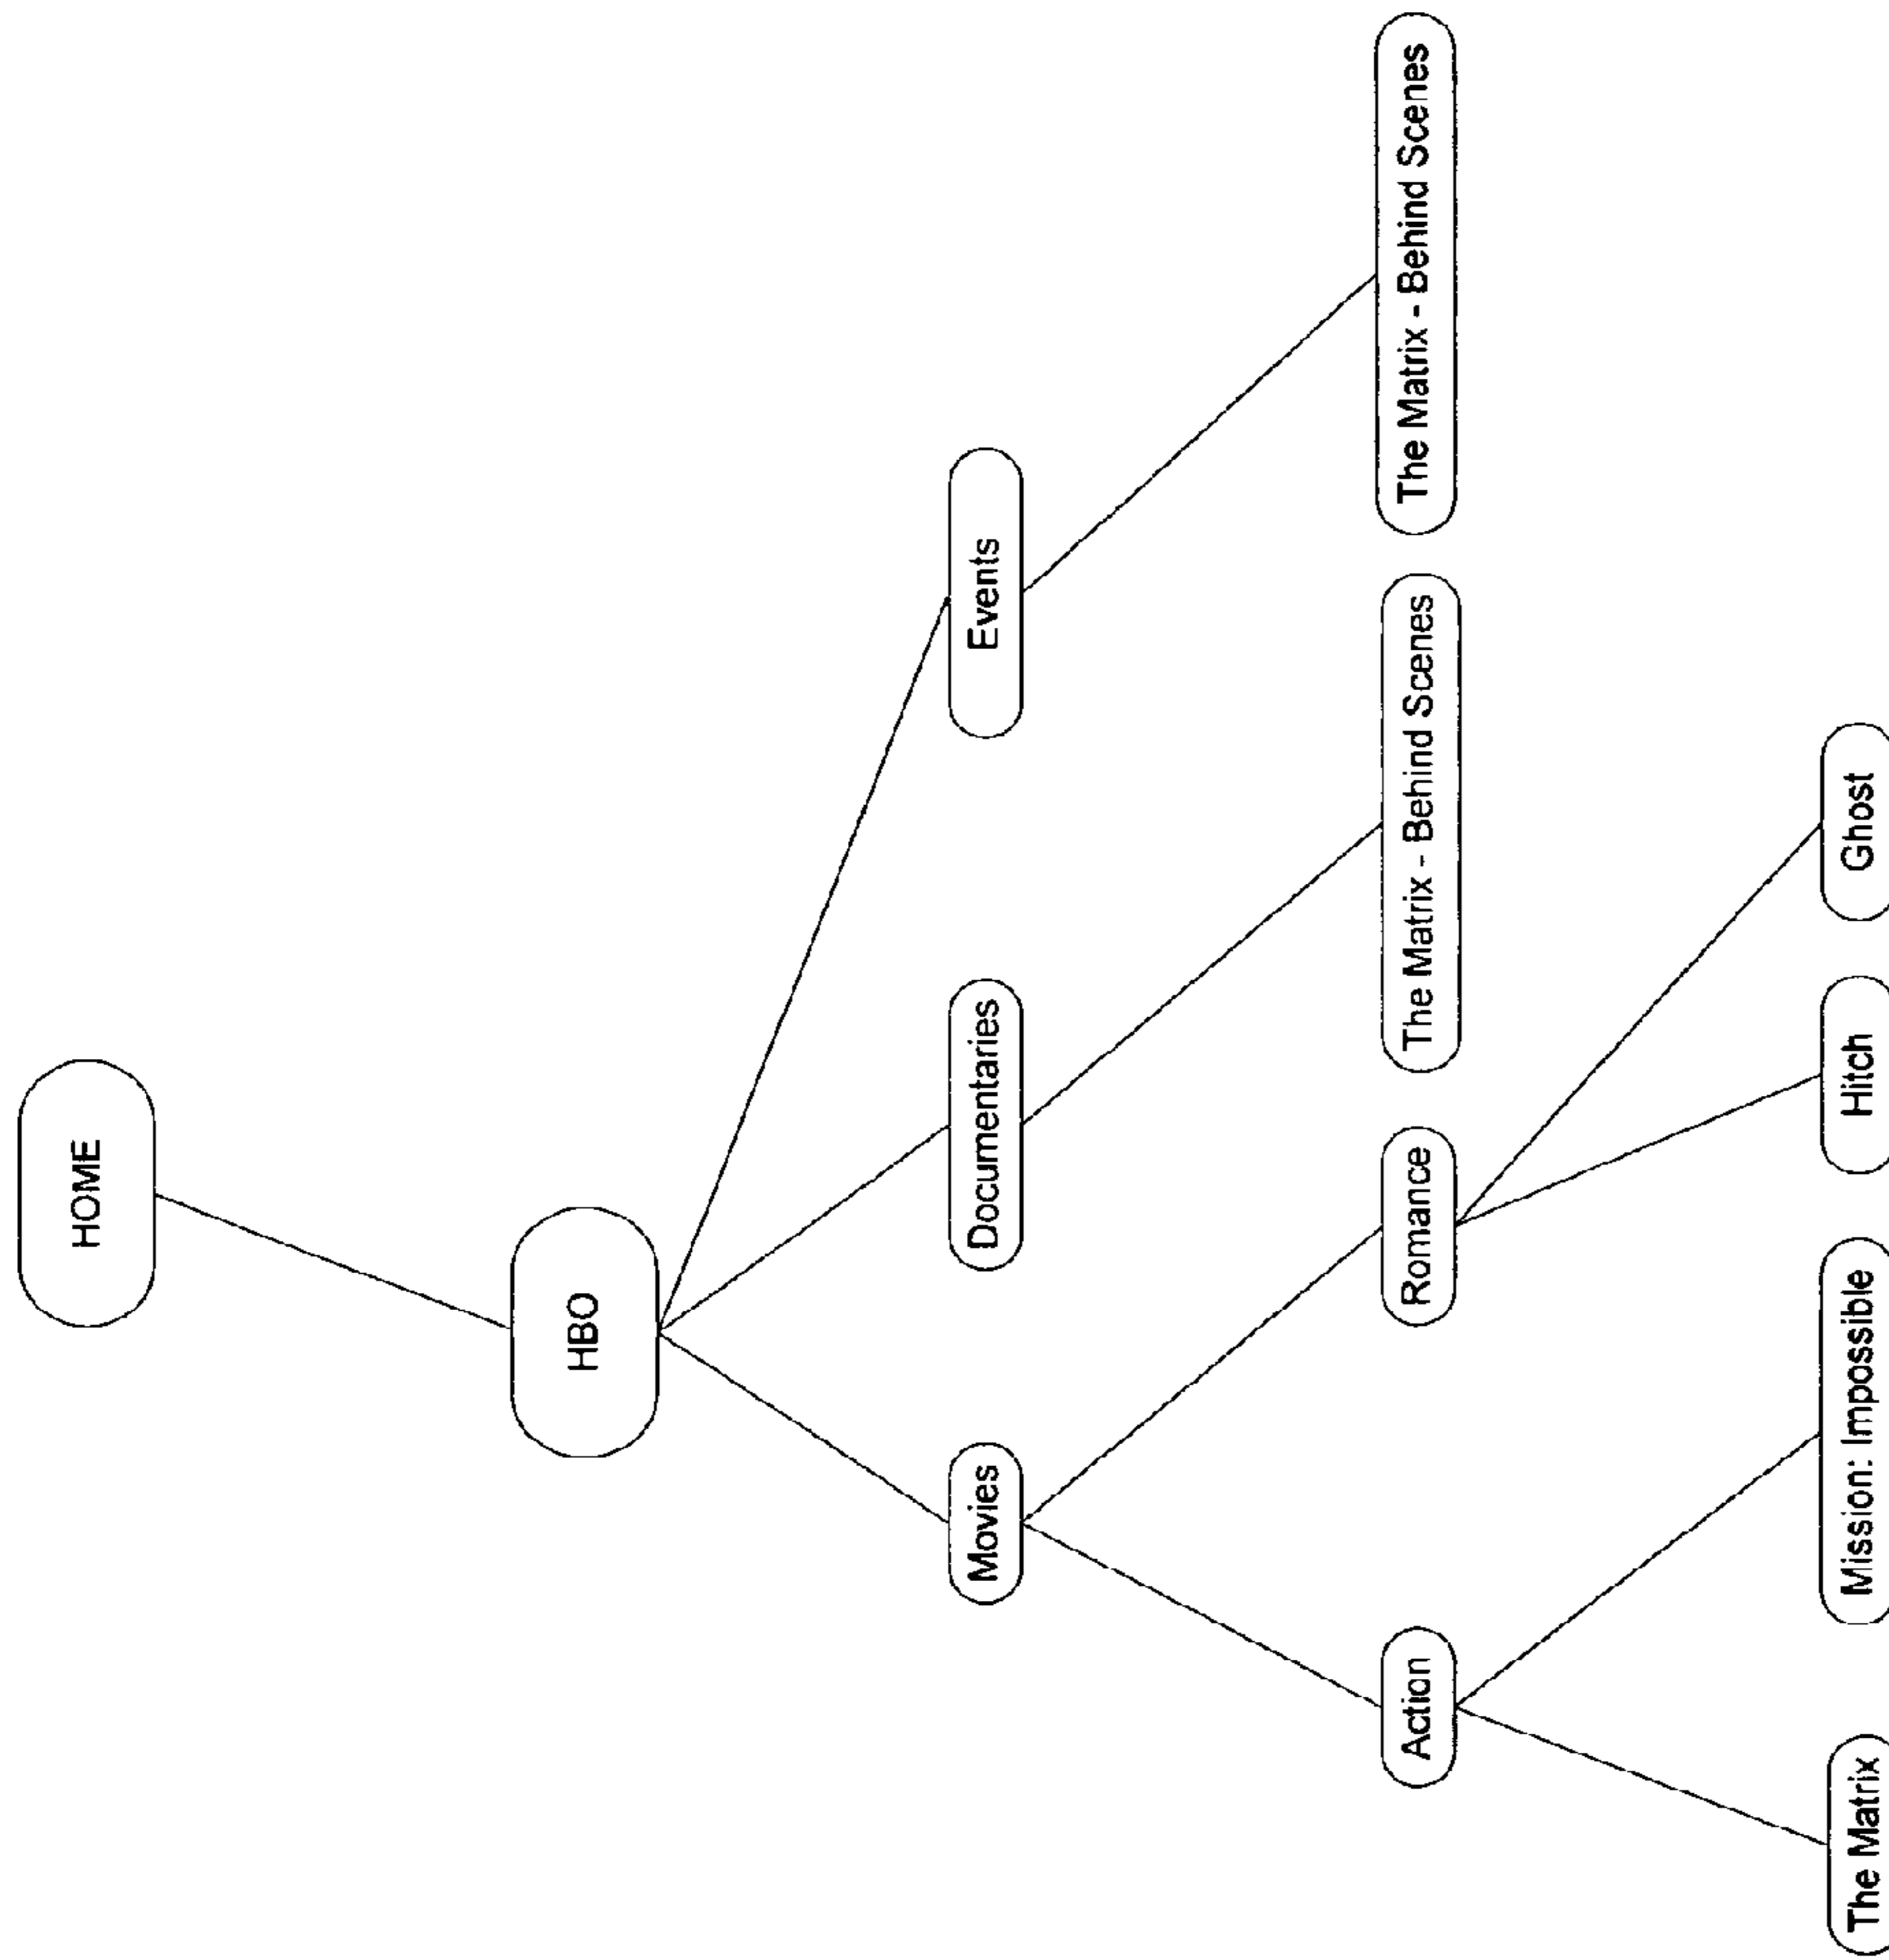 HOME
HBO
Movies
Documentaries
Events
Action
Romance
The Matrix - Behind Scenes
The Matrix - Behind Scenes
The Matrix
Mission: Impossible
Hitch
Ghost